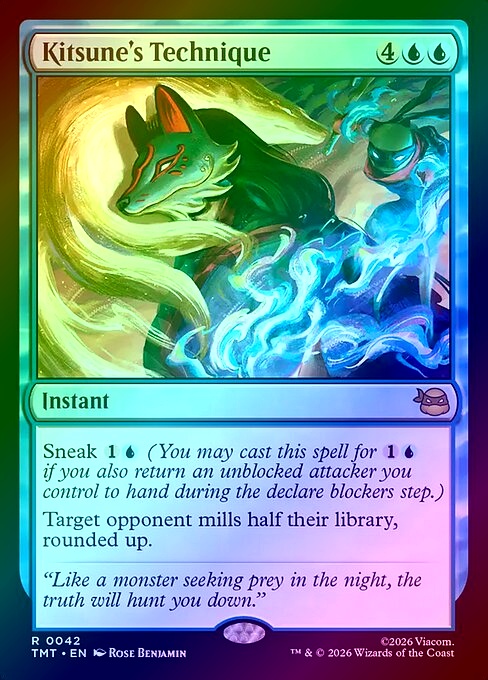 Kitsune's Technique 4
Instant
Sneak 1 (You may cast this spell for 1
if you also return an unblocked attacker you
control to hand during the declare blockers step.)
Target opponent mills half their library,
rounded up.
"Like a monster seeking prey in the night, the
truth will hunt you down."
R 0042
©2026 Viacom.
TMT • EN Rose Benjamin
™ & © 2026 Wizards of the Coast